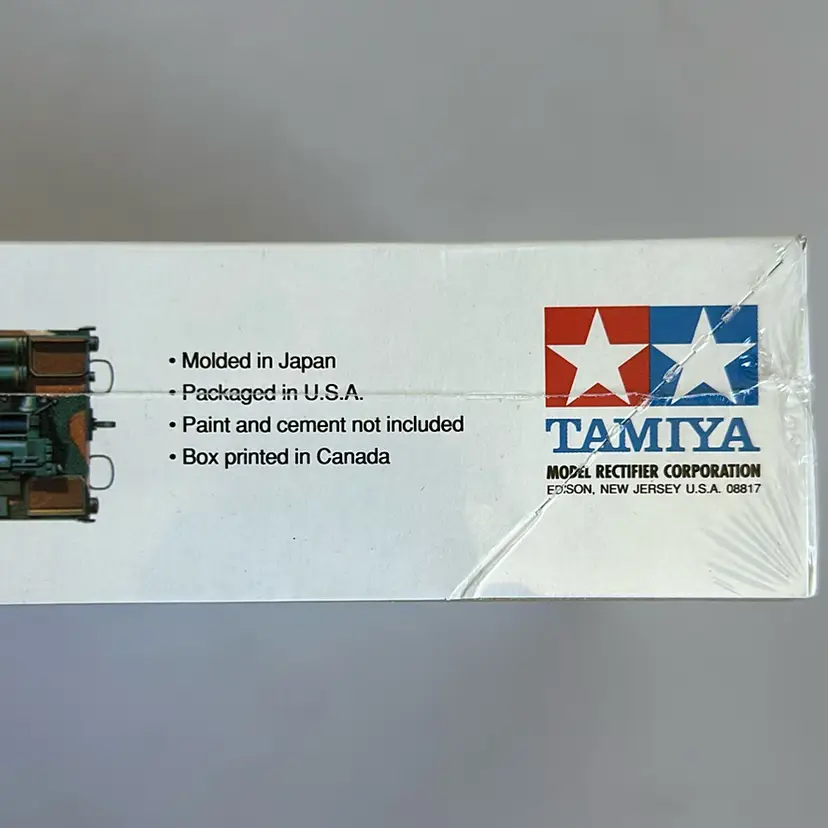 • Molded in Japan
• Packaged in U.S.A.
• Paint and cement not included
• Box printed in Canada
TAMIYA
MODEL RECTIFIER CORPORATION
EDISON, NEW JERSEY U.S.A. 08817